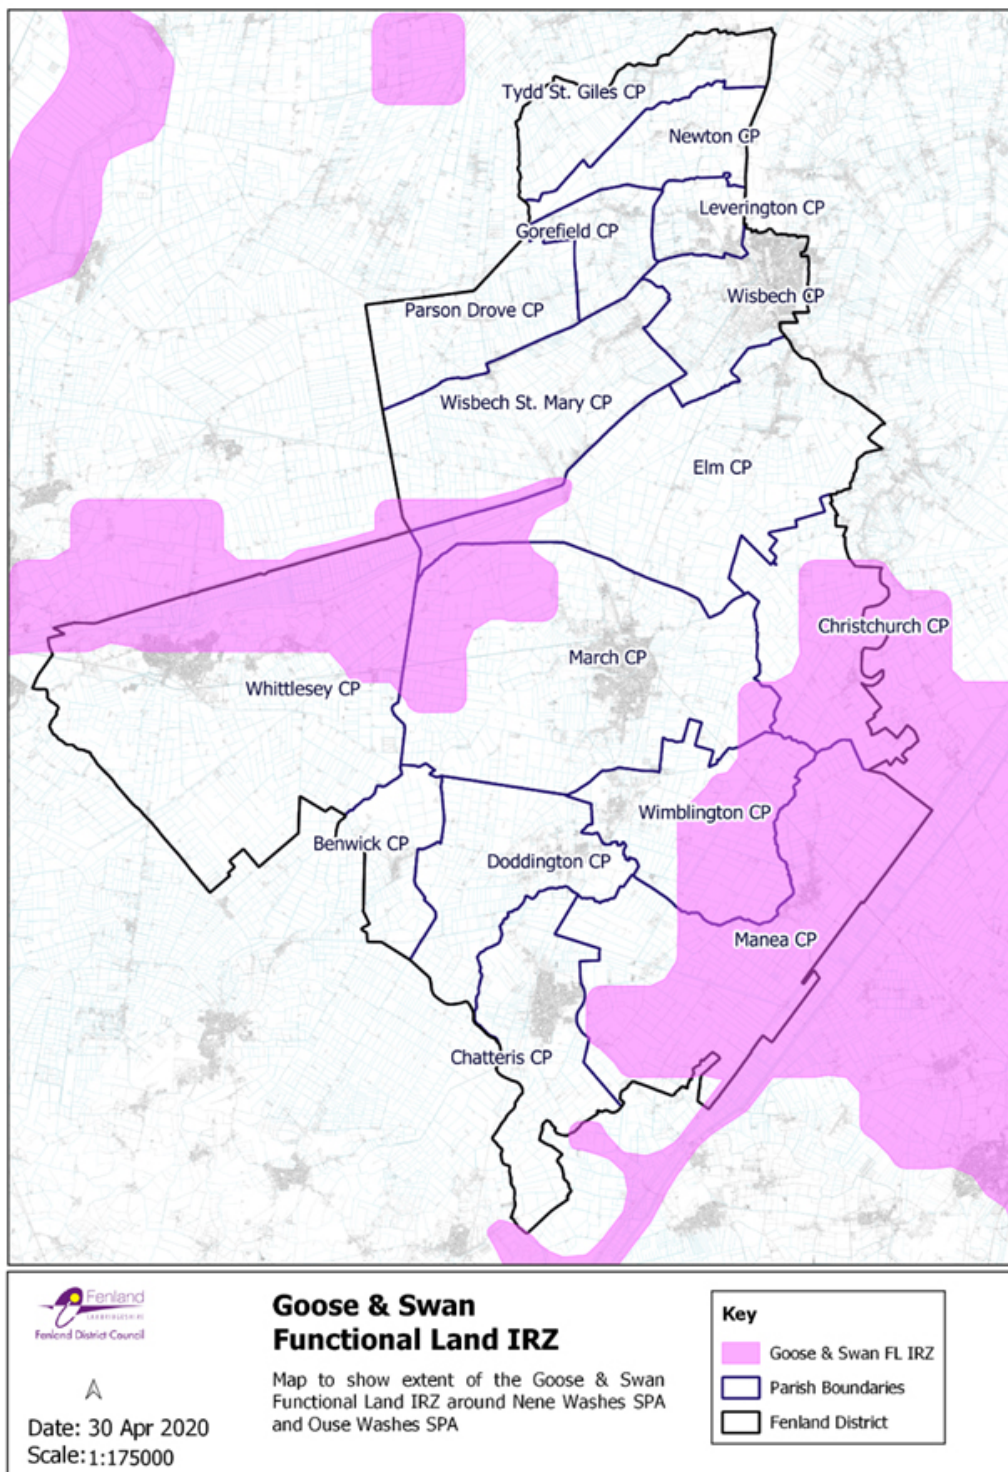 Tydd St. Giles CP
Newton CP
Leverington CP
Gorefield CP
Wisbech CP
Parson Drove CP
Wisbech St. Mary CP
Elm CP
Christchurch CP
March CP
Whittlesey CP
Wimblington CP
Benwick CP
Doddington CP
Manea CP
Chatteris CP
Fenland
CAMBRIDGESHIRE
Fenland District Council
Date: 30 Apr 2020
Scale:1:175000
Goose & Swan
Functional Land IRZ
Map to show extent of the Goose & Swan
Functional Land IRZ around Nene Washes SPA
and Ouse Washes SPA
Key
Goose & Swan FL IRZ
Parish Boundaries
Fenland District